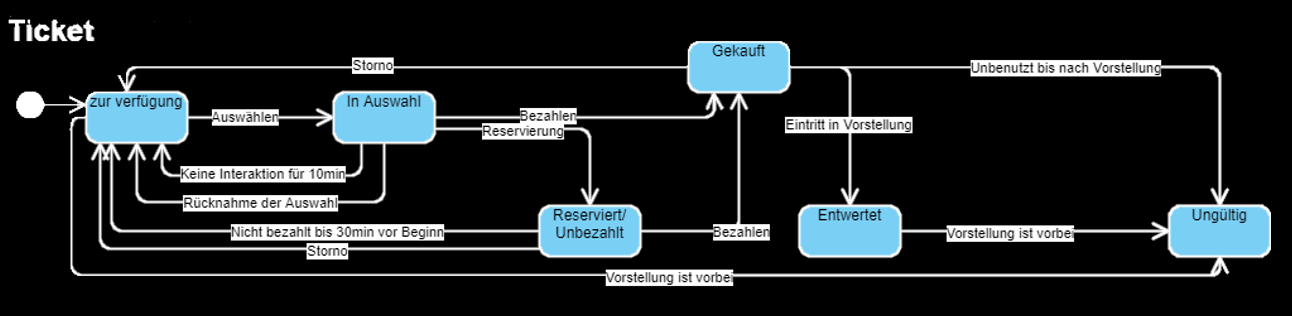 Ticket
Gekauft
Storno
Unbenutzt bis nach Vorstellung
zur verfügung
In Auswahl
Auswählen
Bezahlen
Reservierung
Eintritt in Vorstellung
Keine Interaktion für 10min
Rücknahme der Auswahl
Reserviert/
Unbezahlt
Entwertet
Ungültig
Nicht bezahlt bis 30min vor Beginn
Bezahlen
Vorstellung ist vorbei
Storno
Vorstellung ist vorbei